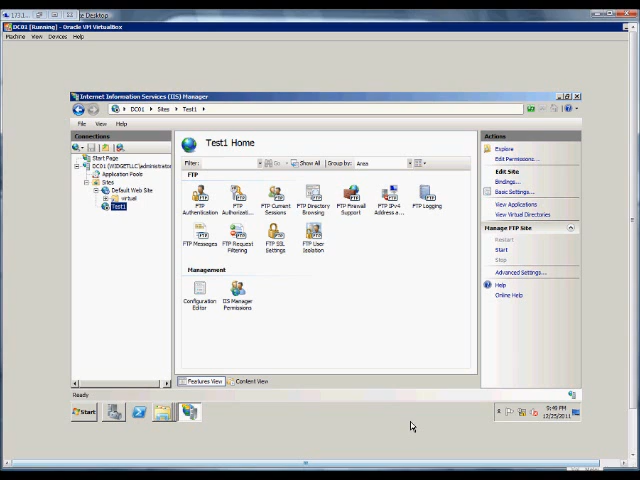 Desktop
DC01 [Running] - Oracle VM VirtualBox
Machine View Devices Help
Internet Information Services (IIS) Manager
DC01 Sites Test1
File View Help
Connections
Start Page
DC01 (WIDGETLLC\administrator
Application Pools
Sites
Default Web Site
virtual
Test1
Test1 Home
Filter: Show All Group by: Area
FTP
FTP Authentication
FTP Authorizati...
FTP Current Sessions
FTP Directory Browsing
FTP Firewall Support
FTP IPv4 Address a...
FTP Logging
FTP Messages
FTP Request Filtering
FTP SSL Settings
FTP User Isolation
Management
Configuration Editor
IIS Manager Permissions
Features View Content View
Actions
Explore
Edit Permissions...
Edit Site
Bindings...
Basic Settings...
View Applications
View Virtual Directories
Manage FTP Site
Restart
Start
Stop
Advanced Settings...
Help
Online Help
Ready
Start
9:49 PM
12/25/2011